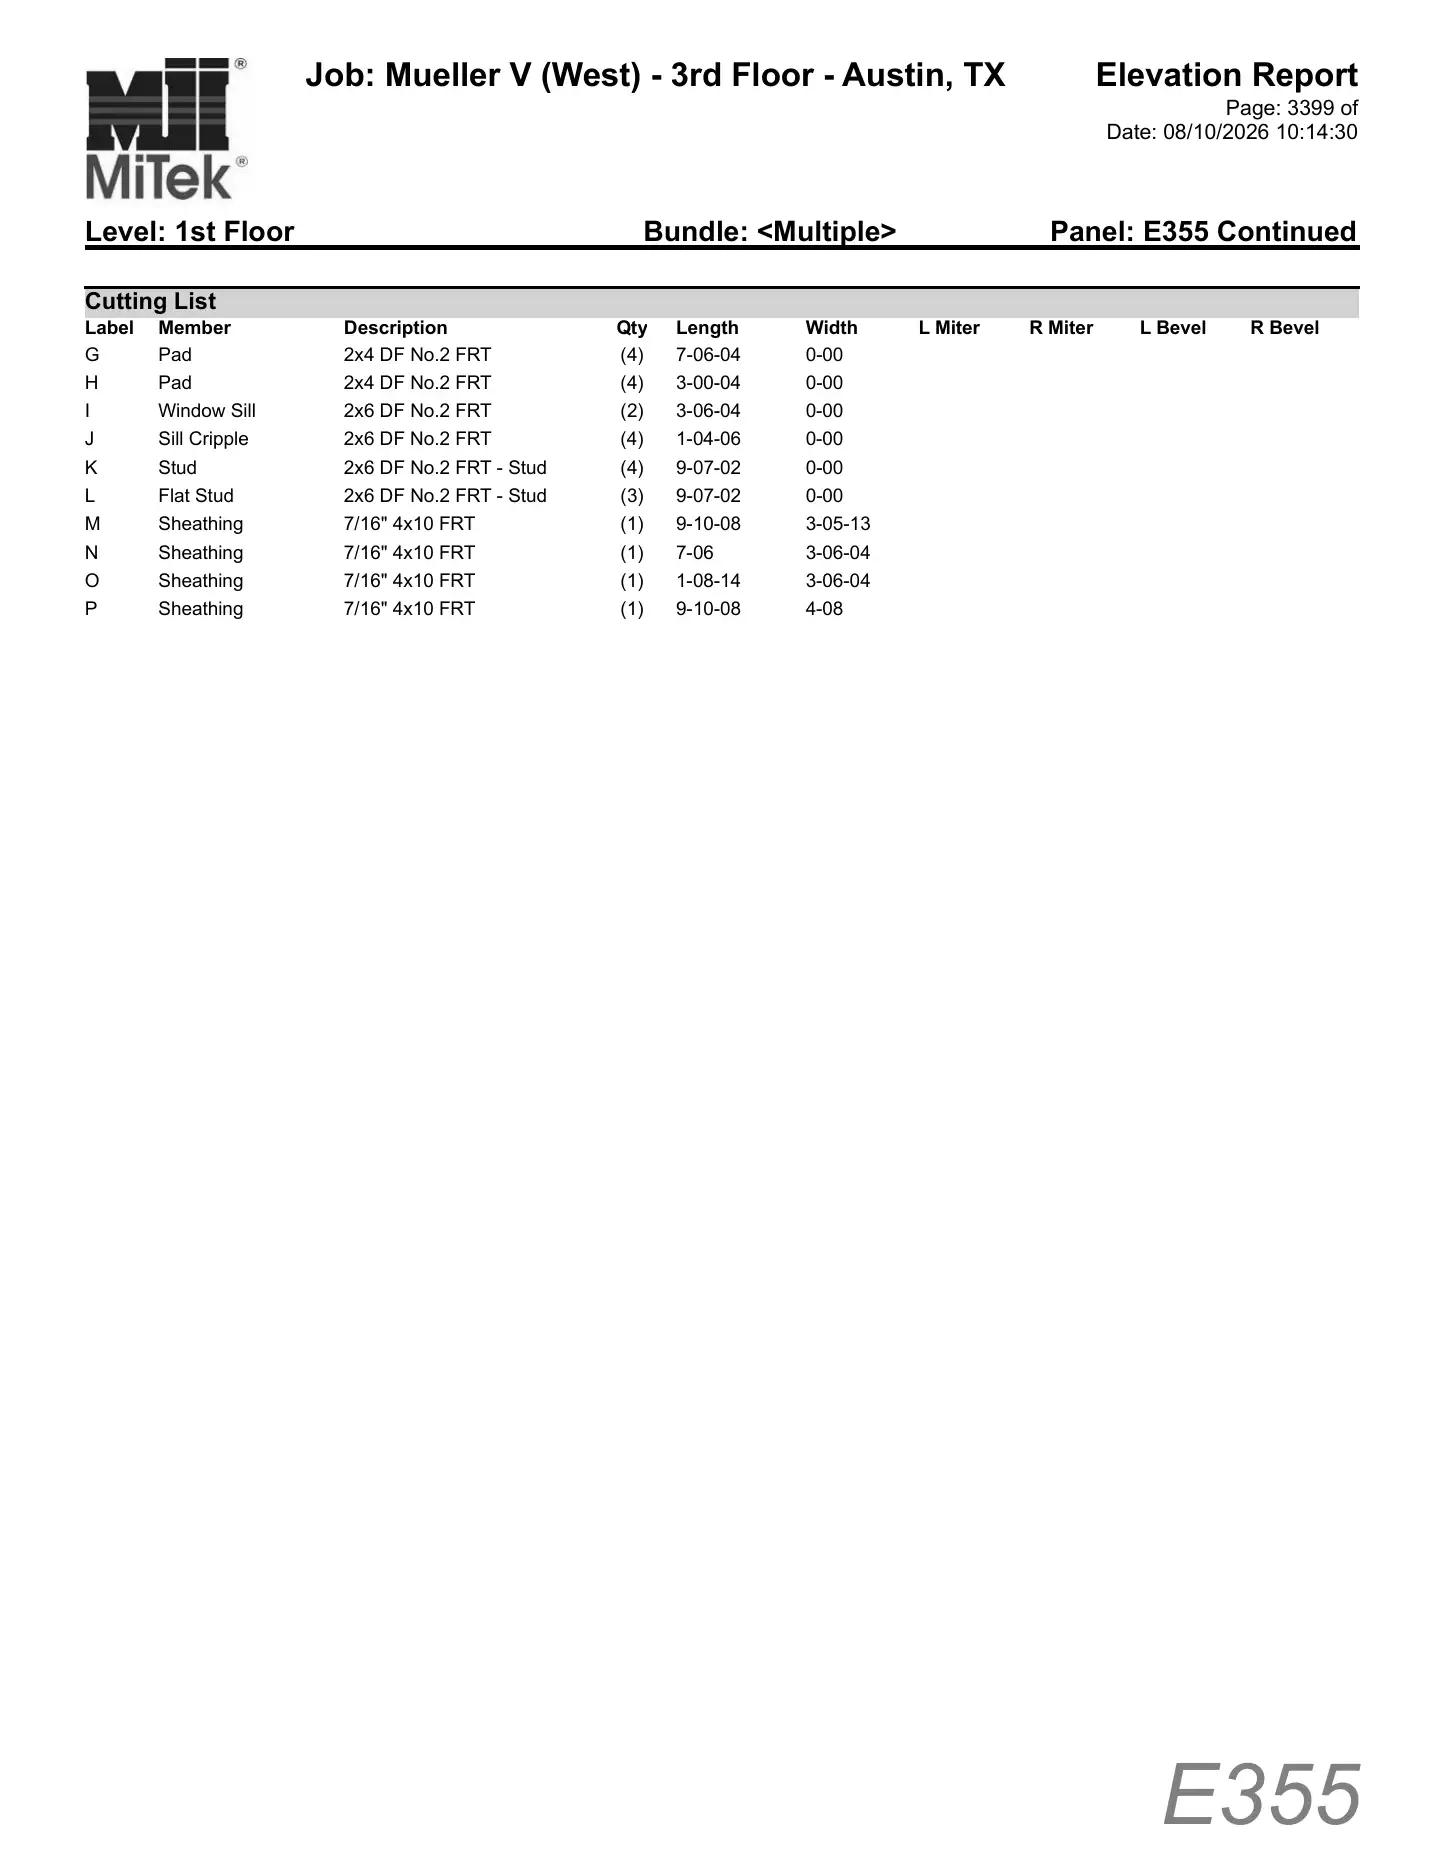 Job: Mueller V (West) - 3rd Floor - Austin, TX
Elevation Report
Page: 3399 of
Date: 08/10/2026 10:14:30
®
MiTek®
Level: 1st Floor Bundle: <Multiple> Panel: E355 Continued
Cutting List
Label Member Description Qty Length Width L Miter R Miter L Bevel R Bevel
G Pad 2x4 DF No.2 FRT (4) 7-06-04 0-00
H Pad 2x4 DF No.2 FRT (4) 3-00-04 0-00
I Window Sill 2x6 DF No.2 FRT (2) 3-06-04 0-00
J Sill Cripple 2x6 DF No.2 FRT (4) 1-04-06 0-00
K Stud 2x6 DF No.2 FRT - Stud (4) 9-07-02 0-00
L Flat Stud 2x6 DF No.2 FRT - Stud (3) 9-07-02 0-00
M Sheathing 7/16" 4x10 FRT (1) 9-10-08 3-05-13
N Sheathing 7/16" 4x10 FRT (1) 7-06 3-06-04
O Sheathing 7/16" 4x10 FRT (1) 1-08-14 3-06-04
P Sheathing 7/16" 4x10 FRT (1) 9-10-08 4-08
E355